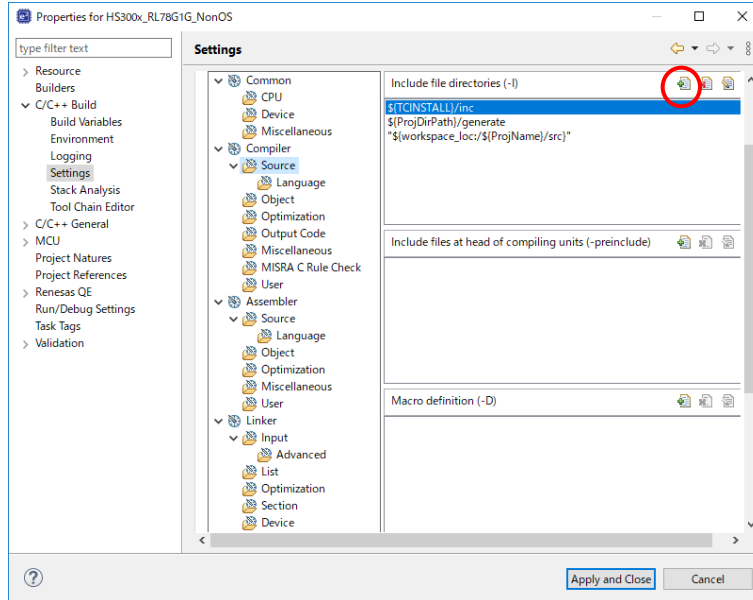 Properties for HS300x_RL78G1G_NonOS
type filter text
Resource
Builders
C/C++ Build
Build Variables
Environment
Logging
Settings
Stack Analysis
Tool Chain Editor
C/C++ General
MCU
Project Natures
Project References
Renesas QE
Run/Debug Settings
Task Tags
Validation
Settings
Common
CPU
Device
Miscellaneous
Compiler
Source
Language
Object
Optimization
Output Code
Miscellaneous
MISRA C Rule Check
User
Assembler
Source
Language
Object
Optimization
Miscellaneous
User
Linker
Input
Advanced
List
Optimization
Section
Device
Include file directories (-I)
${TCINSTALL}/inc
${ProjDirPath}/generate
"${workspace_loc:/${ProjName}/src}"
Include files at head of compiling units (-preinclude)
Macro definition (-D)
Apply and Close
Cancel